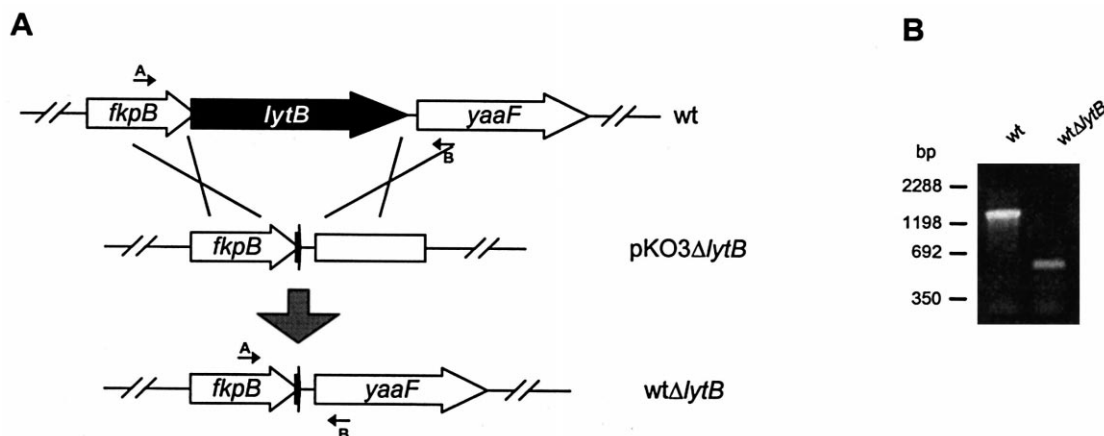 A
A
fkpB
lytB
yaaF
wt
B
fkpB
pKO3ΔlytB
A
fkpB
yaaF
wtΔlytB
B
B
wt
wtΔlytB
bp
2288
1198
692
350